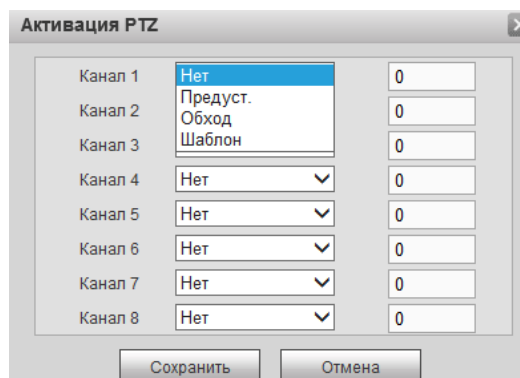 Активация PTZ
Канал 1 Нет 0
Предуст.
Канал 2 Обход 0
Канал 3 Шаблон 0
Канал 4 Нет 0
Канал 5 Нет 0
Канал 6 Нет 0
Канал 7 Нет 0
Канал 8 Нет 0
Сохранить Отмена